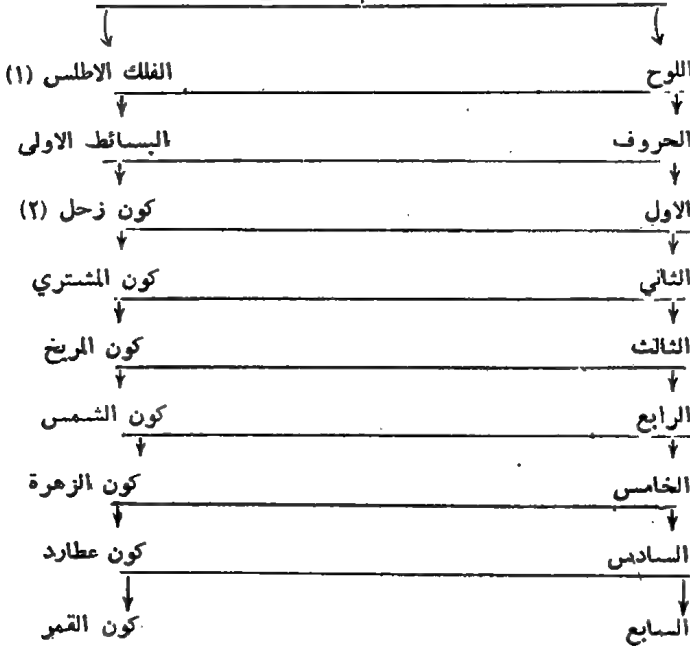 اللوح الفلك الاطلس (١)
الحروف البسائط الاولى
الاول كون زحل (٢)
الثاني كون المشتري
الثالث كون المريخ
الرابع كون الشمس
الخامس كون الزهرة
السادس كون عطارد
السابع كون القمر